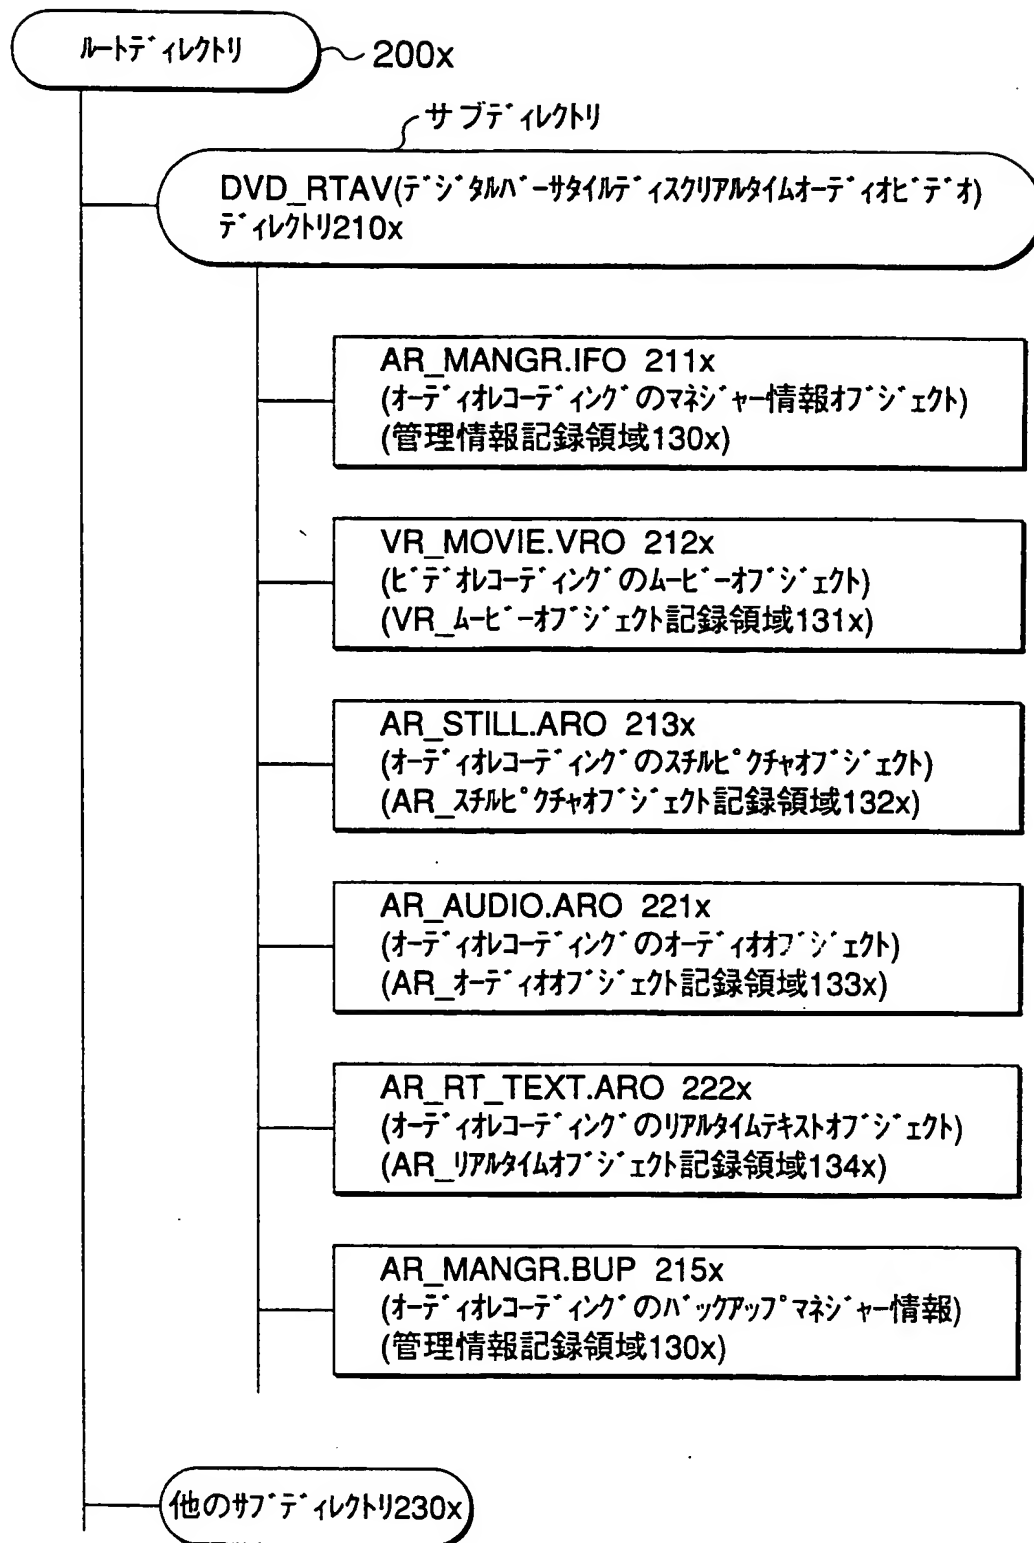 ルートディレクトリ
200x
サブディレクトリ
DVD_RTAV(デジタルバーサタイルディスクリアルタイムオーディオビデオ)
ディレクトリ210x
AR_MANGR.IFO 211x
(オーディオレコーディングのマネジャー情報オブジェクト)
(管理情報記録領域130x)
VR_MOVIE.VRO 212x
(ビデオレコーディングのムービーオブジェクト)
(VR_ムービーオブジェクト記録領域131x)
AR_STILL.ARO 213x
(オーディオレコーディングのスチルピクチャオブジェクト)
(AR_スチルピクチャオブジェクト記録領域132x)
AR_AUDIO.ARO 221x
(オーディオレコーディングのオーディオオブジェクト)
(AR_オーディオオブジェクト記録領域133x)
AR_RT_TEXT.ARO 222x
(オーディオレコーディングのリアルタイムテキストオブジェクト)
(AR_リアルタイムオブジェクト記録領域134x)
AR_MANGR.BUP 215x
(オーディオレコーディングのバックアップマネジャー情報)
(管理情報記録領域130x)
他のサブディレクトリ230x